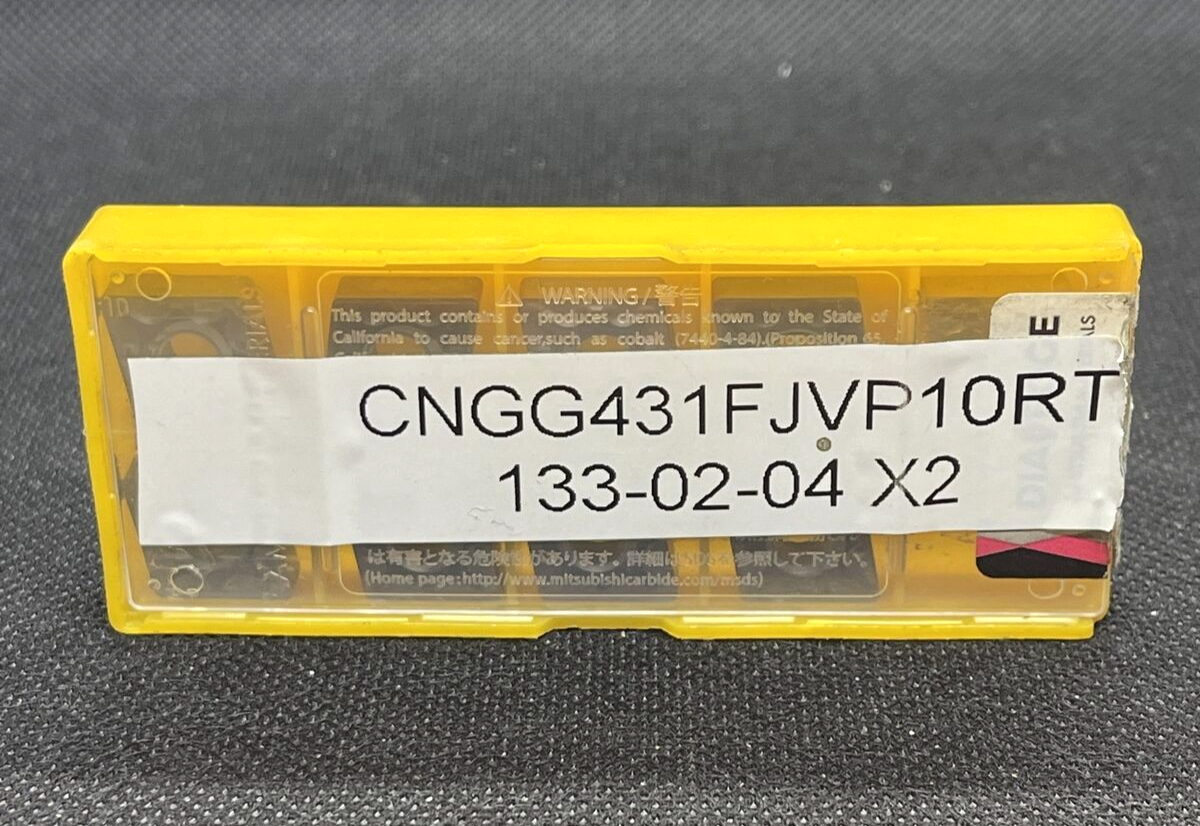 WARNING / 警告
This product contains or produces chemicals known to the State of
California to cause cancer,such as cobalt (7440-4-84).(Proposition 65
CNGG431FJVP10RT
133-02-04 X2
は有害となる危険性があります。詳細はSDSを参照して下さい。
(Home page:http://www.mitsubishicarbide.com/msds)